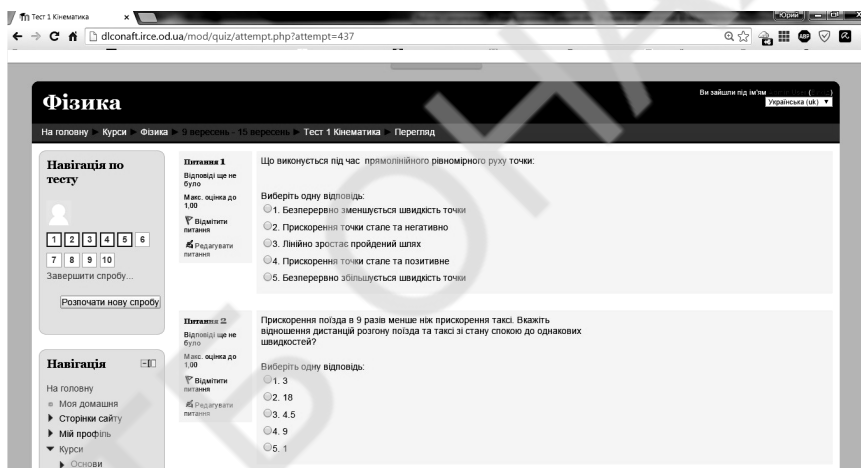 Тест 1 Кінематика
"Юрий"
dlconaft.irce.od.ua/mod/quiz/attempt.php?attempt=437
ABP
Фізика
Ви зайшли під ім'ям
Українська (uk)
На головну ► Курси ► Фізика ► 9 вересень - 15 вересень ► Тест 1 Кінематика ► Перегляд
Навігація по
тесту
1 2 3 4 5 6
7 8 9 10
Завершити спробу...
Розпочати нову спробу
Навігація
На головну
Моя домашня
Сторінки сайту
Мій профіль
Курси
Основи
Питання 1
Відповіді ще не
було
Макс. оцінка до
1,00
Відмітити
питання
Редагувати
питання
Що виконується під час прямолінійного рівномірного руху точки:
Виберіть одну відповідь:
1. Безперервно зменшується швидкість точки
2. Прискорення точки стале та негативно
3. Лінійно зростає пройдений шлях
4. Прискорення точки стале та позитивне
5. Безперервно збільшується швидкість точки
Питання 2
Відповіді ще не
було
Макс. оцінка до
1,00
Відмітити
питання
Редагувати
питання
Прискорення поїзда в 9 разів менше ніж прискорення таксі. Вкажіть
відношення дистанцій розгону поїзда та таксі зі стану спокою до однакових
швидкостей?
Виберіть одну відповідь:
1. 3
2. 18
3. 4.5
4. 9
5. 1